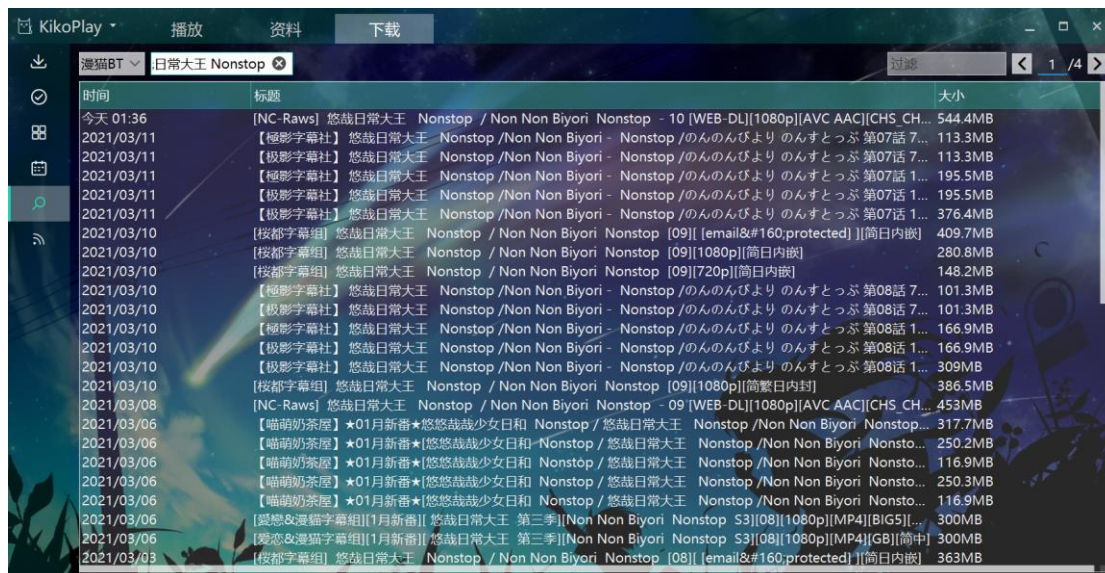 KikoPlay 播放 资料 下载
漫猫BT 日常大王 Nonstop 过滤 1 /4
时间 标题 大小
今天 01:36 [NC-Raws] 悠哉日常大王 Nonstop / Non Non Biyori Nonstop - 10 [WEB-DL][1080p][AVC AAC][CHS_CH... 544.4MB
2021/03/11 【極影字幕社】 悠哉日常大王 Nonstop /Non Non Biyori - Nonstop /のんのんびより のんすとっぷ 第07話 7... 113.3MB
2021/03/11 【极影字幕社】 悠哉日常大王 Nonstop /Non Non Biyori - Nonstop /のんのんびより のんすとっぷ 第07话 7... 113.3MB
2021/03/11 【極影字幕社】 悠哉日常大王 Nonstop /Non Non Biyori - Nonstop /のんのんびより のんすとっぷ 第07話 1... 195.5MB
2021/03/11 【极影字幕社】 悠哉日常大王 Nonstop /Non Non Biyori - Nonstop /のんのんびより のんすとっぷ 第07话 1... 195.5MB
2021/03/11 【极影字幕社】 悠哉日常大王 Nonstop /Non Non Biyori - Nonstop /のんのんびより のんすとっぷ 第07话 1... 376.4MB
2021/03/10 [桜都字幕组] 悠哉日常大王 Nonstop / Non Non Biyori Nonstop [09][ [email&#160;protected] ][简日内嵌] 409.7MB
2021/03/10 [桜都字幕组] 悠哉日常大王 Nonstop / Non Non Biyori Nonstop [09][1080p][简日内嵌] 280.8MB
2021/03/10 [桜都字幕组] 悠哉日常大王 Nonstop / Non Non Biyori Nonstop [09][720p][简日内嵌] 148.2MB
2021/03/10 【極影字幕社】 悠哉日常大王 Nonstop /Non Non Biyori - Nonstop /のんのんびより のんすとっぷ 第08話 7... 101.3MB
2021/03/10 【极影字幕社】 悠哉日常大王 Nonstop /Non Non Biyori - Nonstop /のんのんびより のんすとっぷ 第08话 7... 101.3MB
2021/03/10 【極影字幕社】 悠哉日常大王 Nonstop /Non Non Biyori - Nonstop /のんのんびより のんすとっぷ 第08話 1... 166.9MB
2021/03/10 【极影字幕社】 悠哉日常大王 Nonstop /Non Non Biyori - Nonstop /のんのんびより のんすとっぷ 第08话 1... 166.9MB
2021/03/10 【极影字幕社】 悠哉日常大王 Nonstop /Non Non Biyori - Nonstop /のんのんびより のんすとっぷ 第08话 1... 309MB
2021/03/10 [桜都字幕组] 悠哉日常大王 Nonstop / Non Non Biyori Nonstop [09][1080p][简繁日内封] 386.5MB
2021/03/08 [NC-Raws] 悠哉日常大王 Nonstop / Non Non Biyori Nonstop - 09 [WEB-DL][1080p][AVC AAC][CHS_CH... 453MB
2021/03/06 【喵萌奶茶屋】★01月新番★悠悠哉哉少女日和 Nonstop / 悠哉日常大王 Nonstop /Non Non Biyori Nonstop... 317.7MB
2021/03/06 【喵萌奶茶屋】★01月新番★[悠悠哉哉少女日和 Nonstop / 悠哉日常大王 Nonstop /Non Non Biyori Nonsto... 250.2MB
2021/03/06 【喵萌奶茶屋】★01月新番★[悠悠哉哉少女日和 Nonstop / 悠哉日常大王 Nonstop /Non Non Biyori Nonsto... 116.9MB
2021/03/06 【喵萌奶茶屋】★01月新番★[悠悠哉哉少女日和 Nonstop / 悠哉日常大王 Nonstop /Non Non Biyori Nonsto... 250.3MB
2021/03/06 【喵萌奶茶屋】★01月新番★[悠悠哉哉少女日和 Nonstop / 悠哉日常大王 Nonstop /Non Non Biyori Nonsto... 116.9MB
2021/03/06 [愛戀&漫猫字幕組][1月新番][ 悠哉日常大王 第三季][Non Non Biyori Nonstop S3][08][1080p][MP4][BIG5][... 300MB
2021/03/06 [爱恋&漫猫字幕组][1月新番][ 悠哉日常大王 第三季][Non Non Biyori Nonstop S3][08][1080p][MP4][GB][简中] 300MB
2021/03/03 [桜都字幕组] 悠哉日常大王 Nonstop / Non Non Biyori Nonstop [08][ [email&#160;protected] ][简日内嵌] 363MB